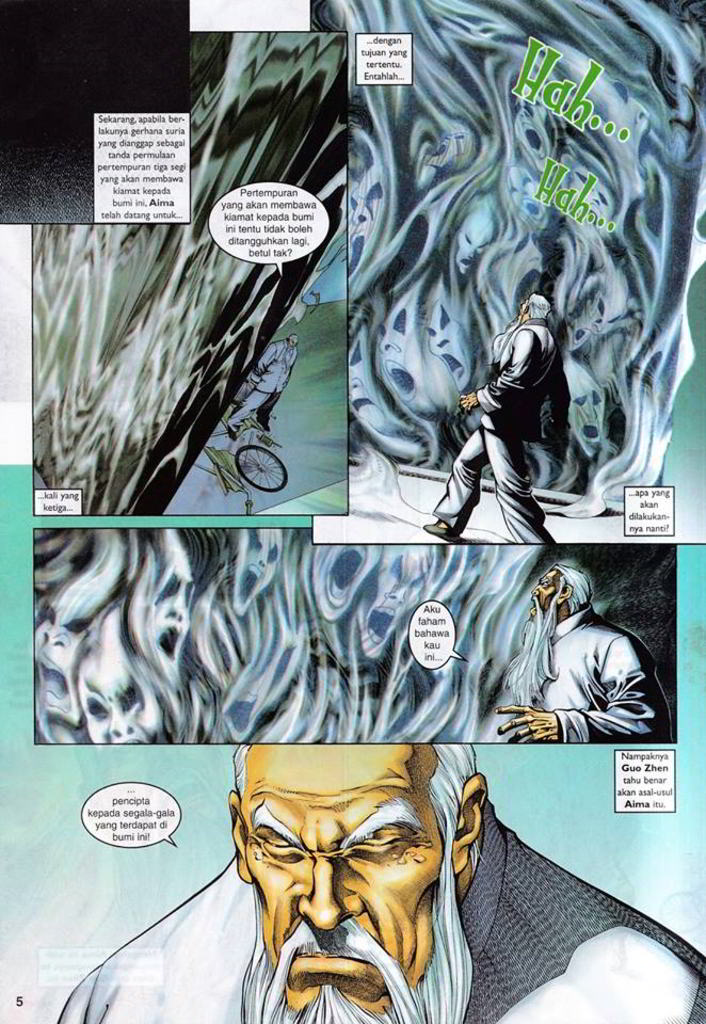 Sekarang, apabila ber-
lakunya gerhana suria
yang dianggap sebagai
tanda permulaan
pertempuran tiga segi
yang akan membawa
kiamat kepada
bumi ini, Aima
telah datang untuk...
Pertempuran
yang akan membawa
kiamat kepada bumi
ini tentu tidak boleh
ditangguhkan lagi,
betul tak?
...kali yang
ketiga...
...dengan
tujuan yang
tertentu.
Entahlah...
Hah...
Hah...
...apa yang
akan
dilakukan-
nya nanti?
Aku
faham
bahawa
kau
ini...
Nampaknya
Guo Zhen
tahu benar
akan asal-usul
Aima itu.
...
pencipta
kepada segala-gala
yang terdapat di
bumi ini!
5